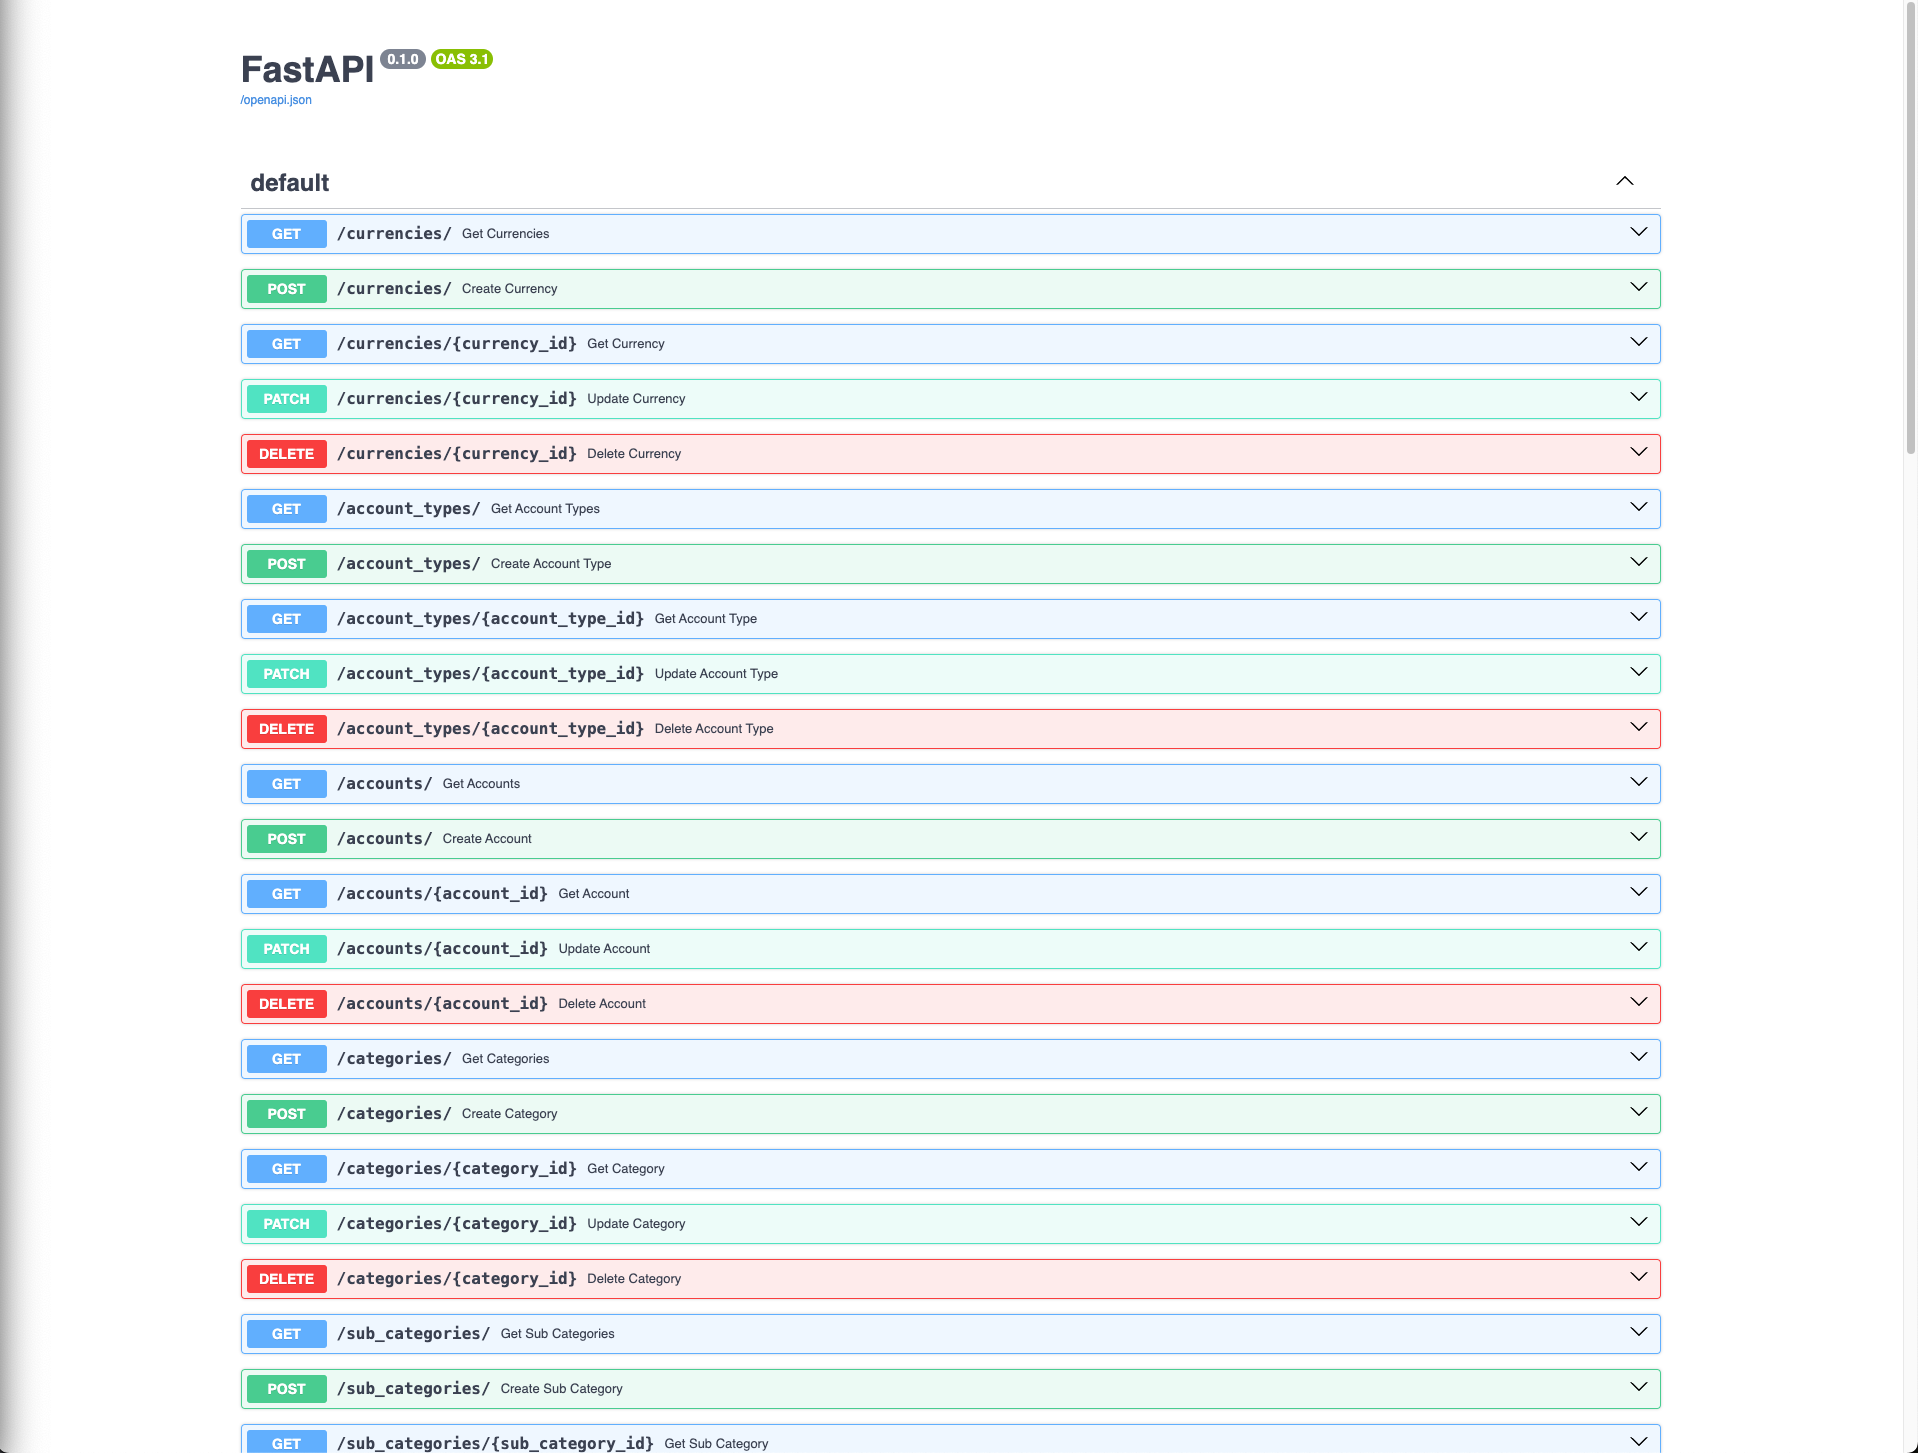 FastAPI 0.1.0 OAS 3.1
/openapi.json
default
GET /currencies/ Get Currencies
POST /currencies/ Create Currency
GET /currencies/{currency_id} Get Currency
PATCH /currencies/{currency_id} Update Currency
DELETE /currencies/{currency_id} Delete Currency
GET /account_types/ Get Account Types
POST /account_types/ Create Account Type
GET /account_types/{account_type_id} Get Account Type
PATCH /account_types/{account_type_id} Update Account Type
DELETE /account_types/{account_type_id} Delete Account Type
GET /accounts/ Get Accounts
POST /accounts/ Create Account
GET /accounts/{account_id} Get Account
PATCH /accounts/{account_id} Update Account
DELETE /accounts/{account_id} Delete Account
GET /categories/ Get Categories
POST /categories/ Create Category
GET /categories/{category_id} Get Category
PATCH /categories/{category_id} Update Category
DELETE /categories/{category_id} Delete Category
GET /sub_categories/ Get Sub Categories
POST /sub_categories/ Create Sub Category
GET /sub_categories/{sub_category_id} Get Sub Category